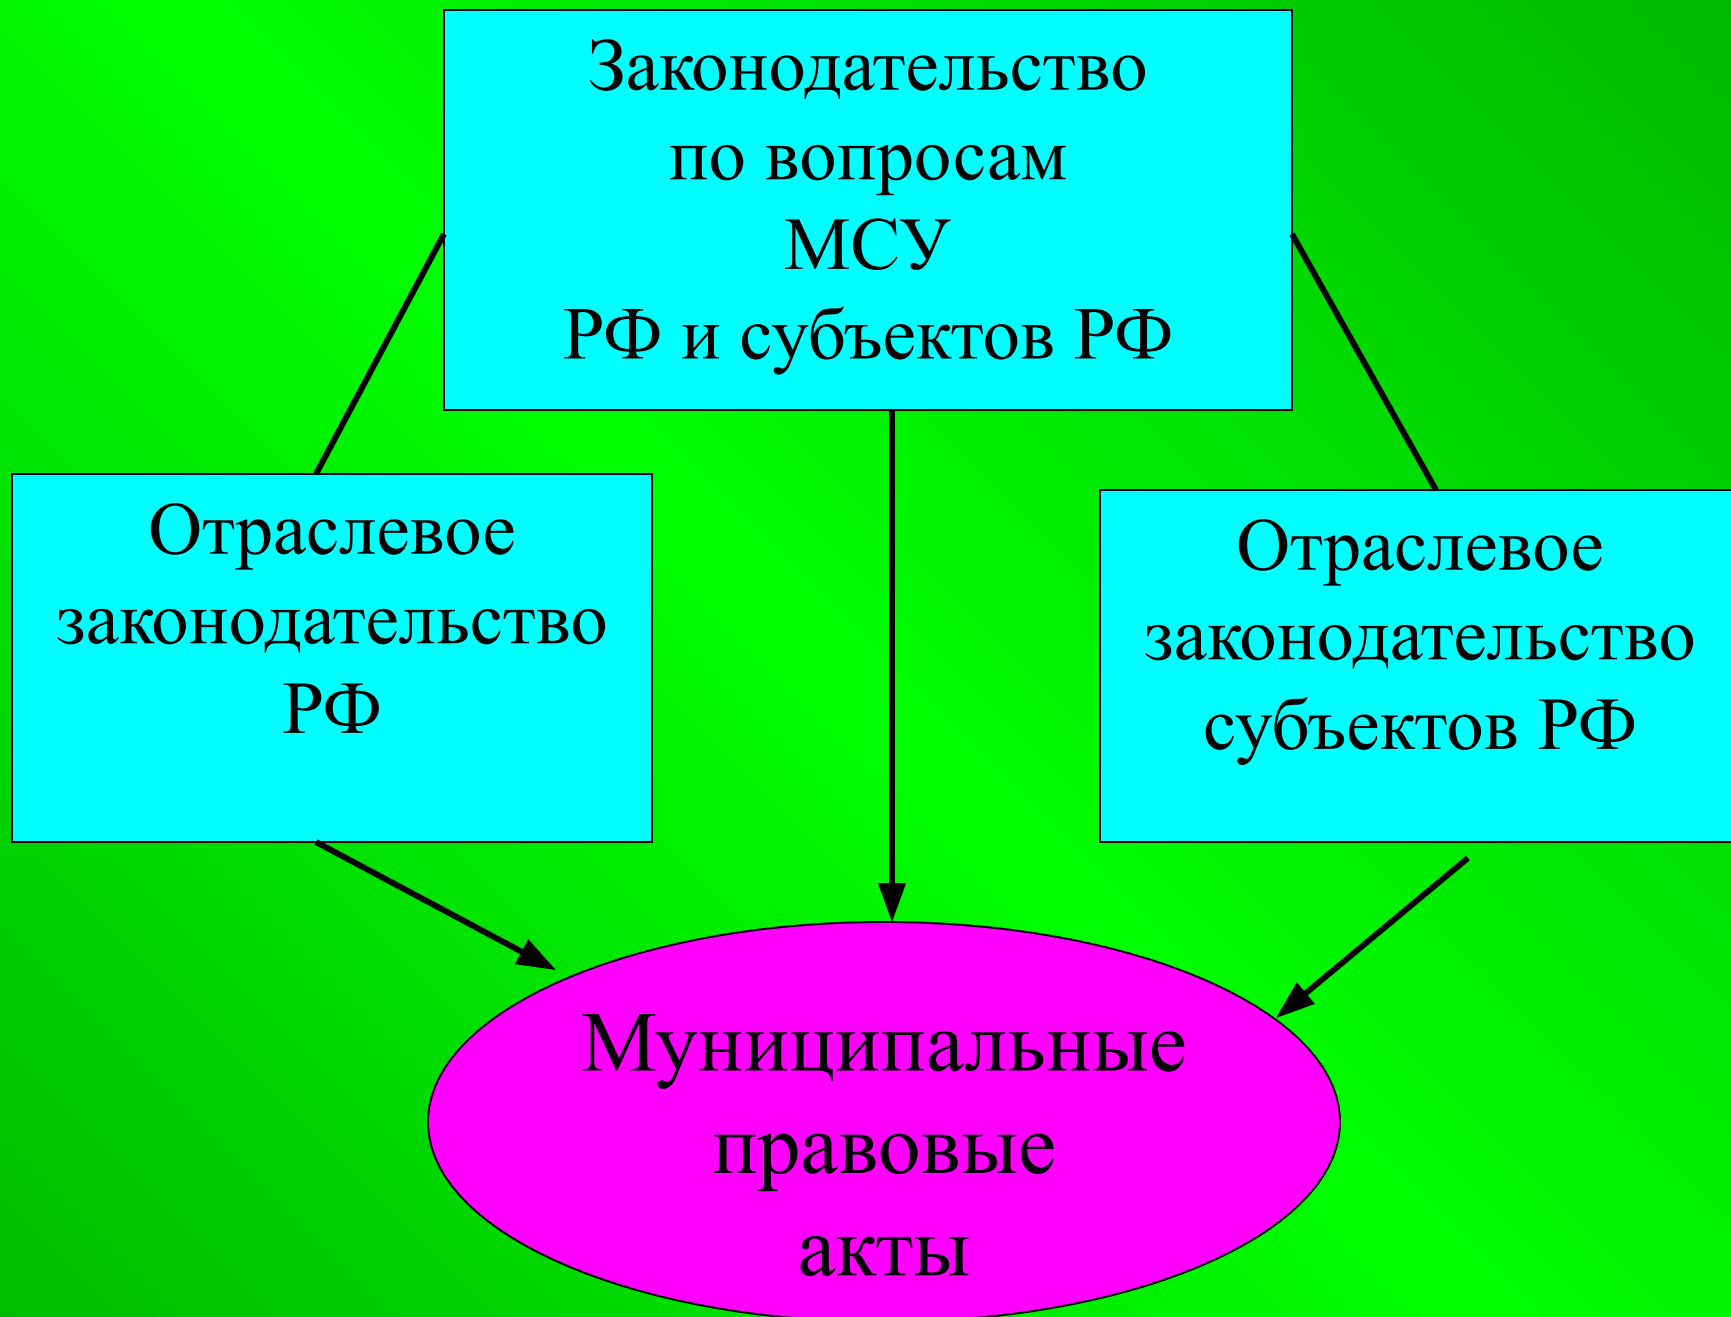 Законодательство
по вопросам
МСУ
РФ и субъектов РФ
Отраслевое
законодательство
РФ
Отраслевое
законодательство
субъектов РФ
Муниципальные
правовые
акты